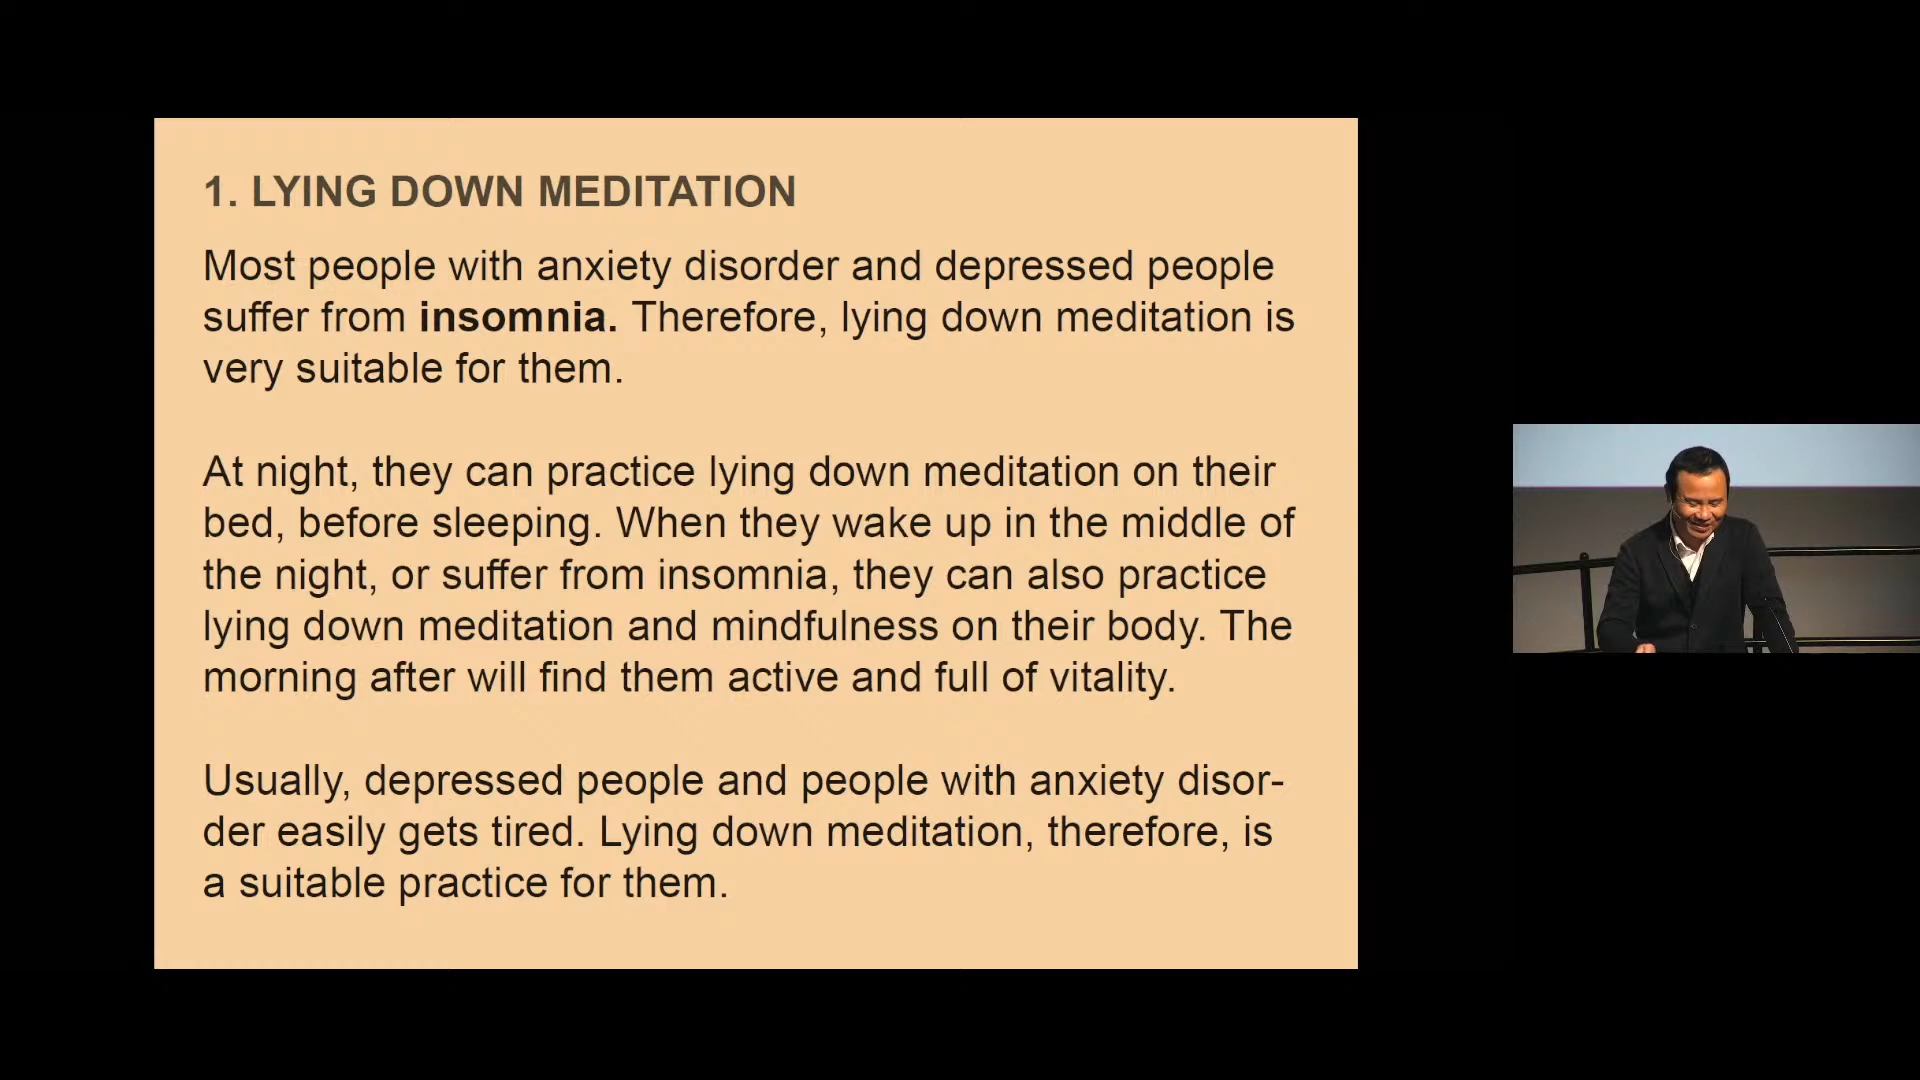 1. LYING DOWN MEDITATION
Most people with anxiety disorder and depressed people
suffer from insomnia. Therefore, lying down meditation is
very suitable for them.
At night, they can practice lying down meditation on their
bed, before sleeping. When they wake up in the middle of
the night, or suffer from insomnia, they can also practice
lying down meditation and mindfulness on their body. The
morning after will find them active and full of vitality.
Usually, depressed people and people with anxiety disor-
der easily gets tired. Lying down meditation, therefore, is
a suitable practice for them.